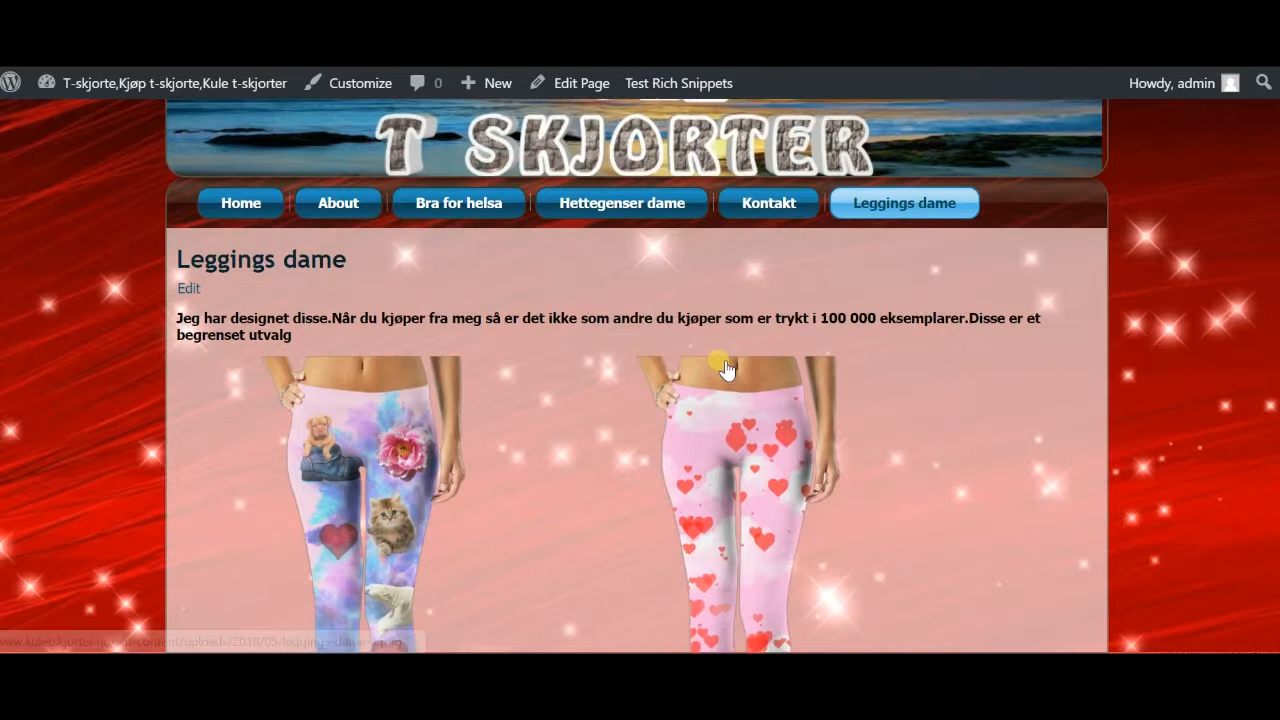 T-skjorte,Kjøp t-skjorte,Kule t-skjorter Customize 0 New Edit Page Test Rich Snippets Howdy, admin
T SKJORTER
Home About Bra for helsa Hettegenser dame Kontakt Leggings dame
Leggings dame
Edit
Jeg har designet disse.Når du kjøper fra meg så er det ikke som andre du kjøper som er trykt i 100 000 eksemplarer.Disse er et
begrenset utvalg